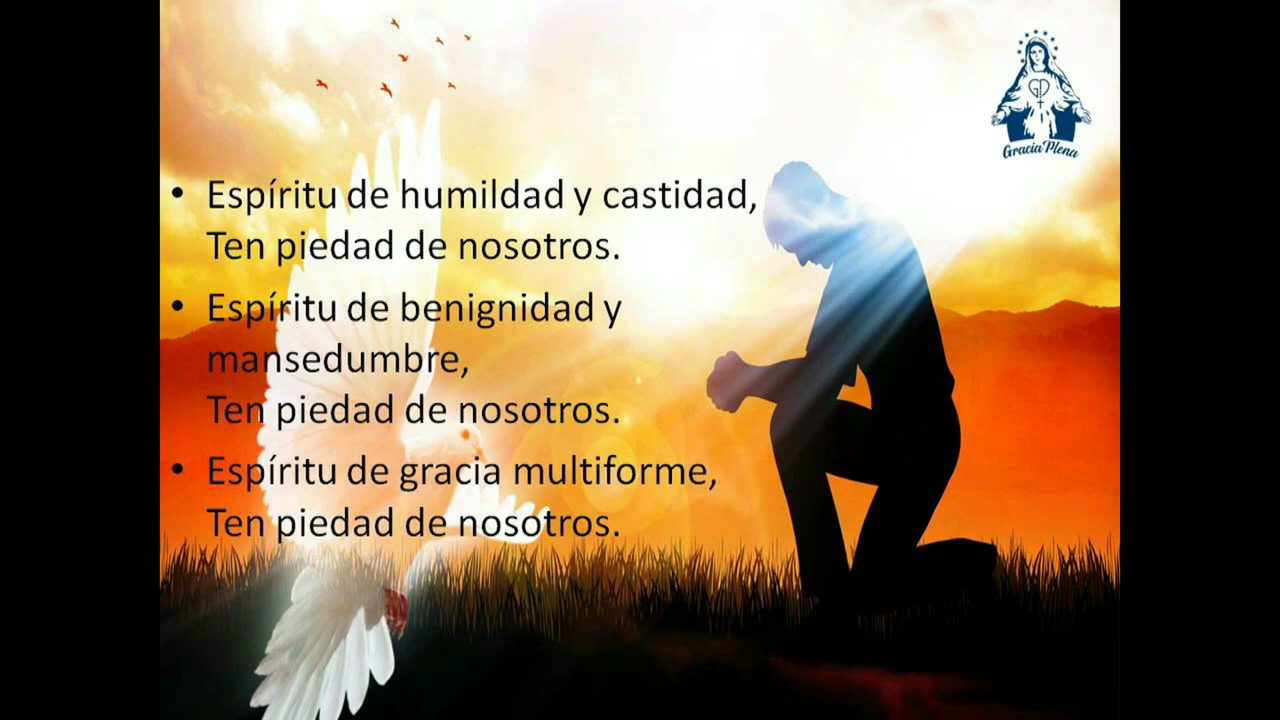 Gracia Plena
• Espíritu de humildad y castidad,
Ten piedad de nosotros.
• Espíritu de benignidad y
mansedumbre,
Ten piedad de nosotros.
• Espíritu de gracia multiforme,
Ten piedad de nosotros.